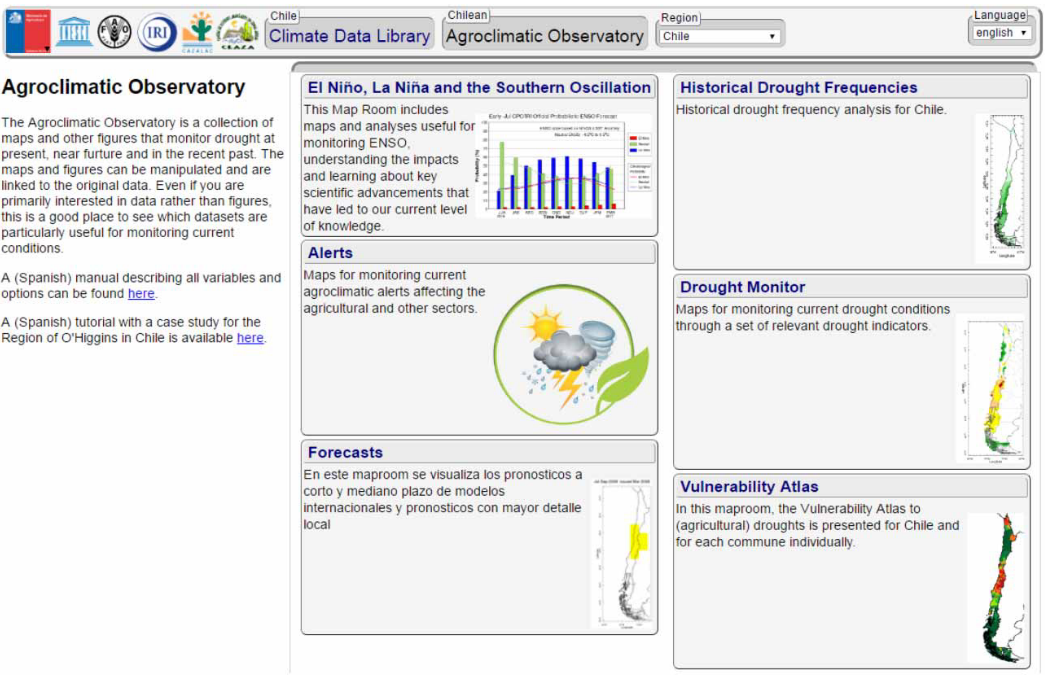 Chile
Climate Data Library
Chilean
Agroclimatic Observatory
Region
Chile
Language
english
FAO
IRI
CAZALAC
CEAZA
Agroclimatic Observatory
The Agroclimatic Observatory is a collection of
maps and other figures that monitor drought at
present, near furture and in the recent past. The
maps and figures can be manipulated and are
linked to the original data. Even if you are
primarily interested in data rather than figures,
this is a good place to see which datasets are
particularly useful for monitoring current
conditions.
A (Spanish) manual describing all variables and
options can be found here.
A (Spanish) tutorial with a case study for the
Region of O'Higgins in Chile is available here.
El Niño, La Niña and the Southern Oscillation
This Map Room includes
maps and analyses useful for
monitoring ENSO,
understanding the impacts
and learning about key
scientific advancements that
have led to our current level
of knowledge.
Time Period
Alerts
Maps for monitoring current
agroclimatic alerts affecting the
agricultural and other sectors.
Forecasts
En este maproom se visualiza los pronosticos a
corto y mediano plazo de modelos
internacionales y pronosticos con mayor detalle
local
Historical Drought Frequencies
Historical drought frequency analysis for Chile.
Drought Monitor
Maps for monitoring current drought conditions
through a set of relevant drought indicators.
Vulnerability Atlas
In this maproom, the Vulnerability Atlas to
(agricultural) droughts is presented for Chile and
for each commune individually.